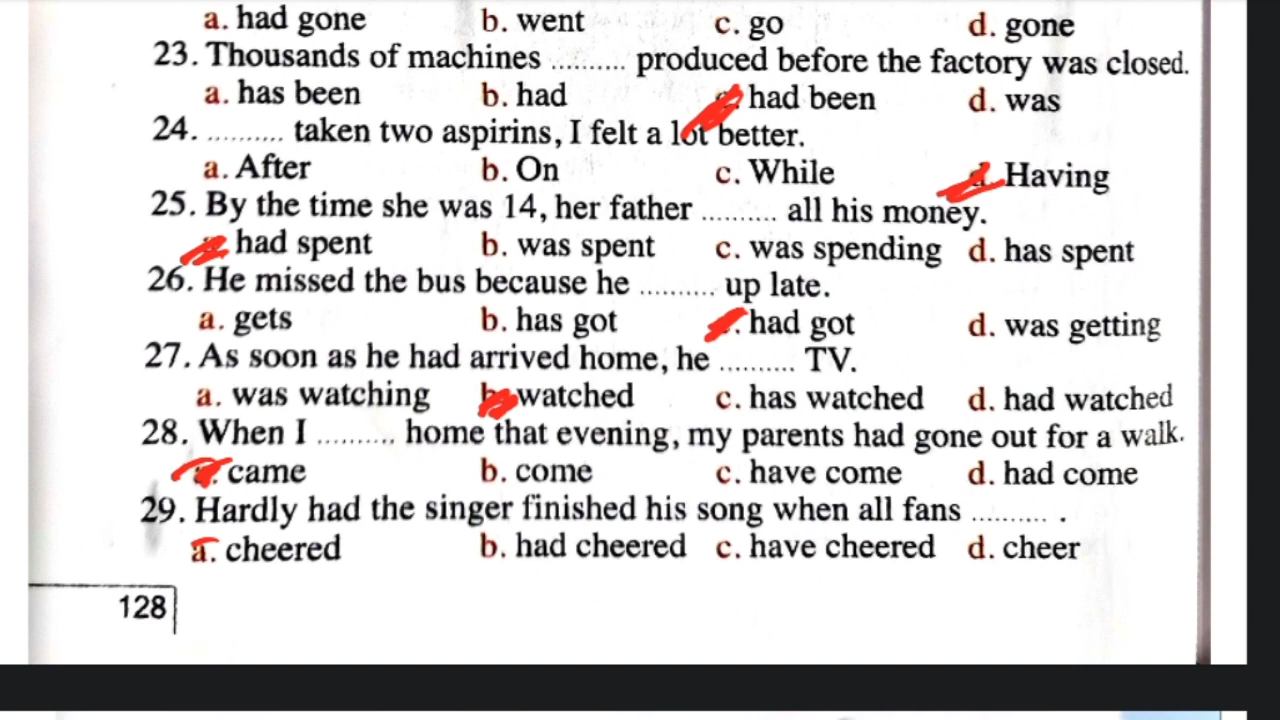 a. had gone b. went c. go d. gone
23. Thousands of machines .......... produced before the factory was closed.
a. has been b. had had been d. was
24. .......... taken two aspirins, I felt a lot better.
a. After b. On c. While d. Having
25. By the time she was 14, her father .......... all his money.
had spent b. was spent c. was spending d. has spent
26. He missed the bus because he .......... up late.
a. gets b. has got had got d. was getting
27. As soon as he had arrived home, he .......... TV.
a. was watching b. watched c. has watched d. had watched
28. When I .......... home that evening, my parents had gone out for a walk.
came b. come c. have come d. had come
29. Hardly had the singer finished his song when all fans .......... .
a. cheered b. had cheered c. have cheered d. cheer
128